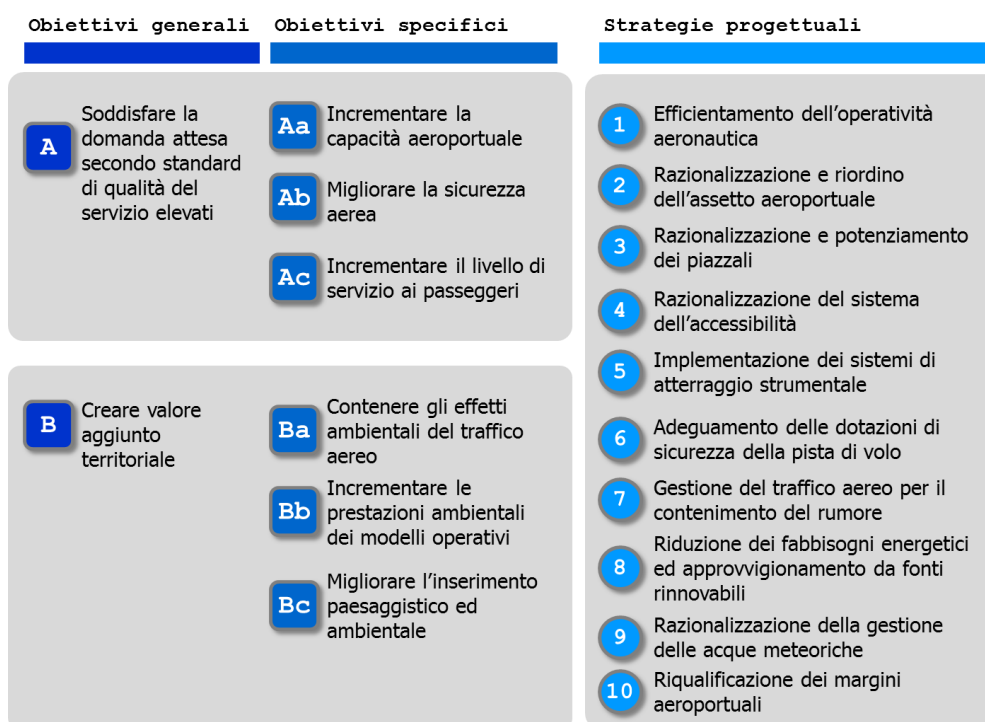 Obiettivi generali
Obiettivi specifici
Strategie progettuali
A
Soddisfare la
domanda attesa
secondo standard
di qualità del
servizio elevati
Aa
Incrementare la
capacità aeroportuale
Ab
Migliorare la sicurezza
aerea
Ac
Incrementare il livello di
servizio ai passeggeri
B
Creare valore
aggiunto
territoriale
Ba
Contenere gli effetti
ambientali del traffico
aereo
Bb
Incrementare le
prestazioni ambientali
dei modelli operativi
Bc
Migliorare l’inserimento
paesaggistico ed
ambientale
1
Efficientamento dell’operatività
aeronautica
2
Razionalizzazione e riordino
dell’assetto aeroportuale
3
Razionalizzazione e potenziamento
dei piazzali
4
Razionalizzazione del sistema
dell’accessibilità
5
Implementazione dei sistemi di
atterraggio strumentale
6
Adeguamento delle dotazioni di
sicurezza della pista di volo
7
Gestione del traffico aereo per il
contenimento del rumore
8
Riduzione dei fabbisogni energetici
ed approvvigionamento da fonti
rinnovabili
9
Razionalizzazione della gestione
delle acque meteoriche
10
Riqualificazione dei margini
aeroportuali